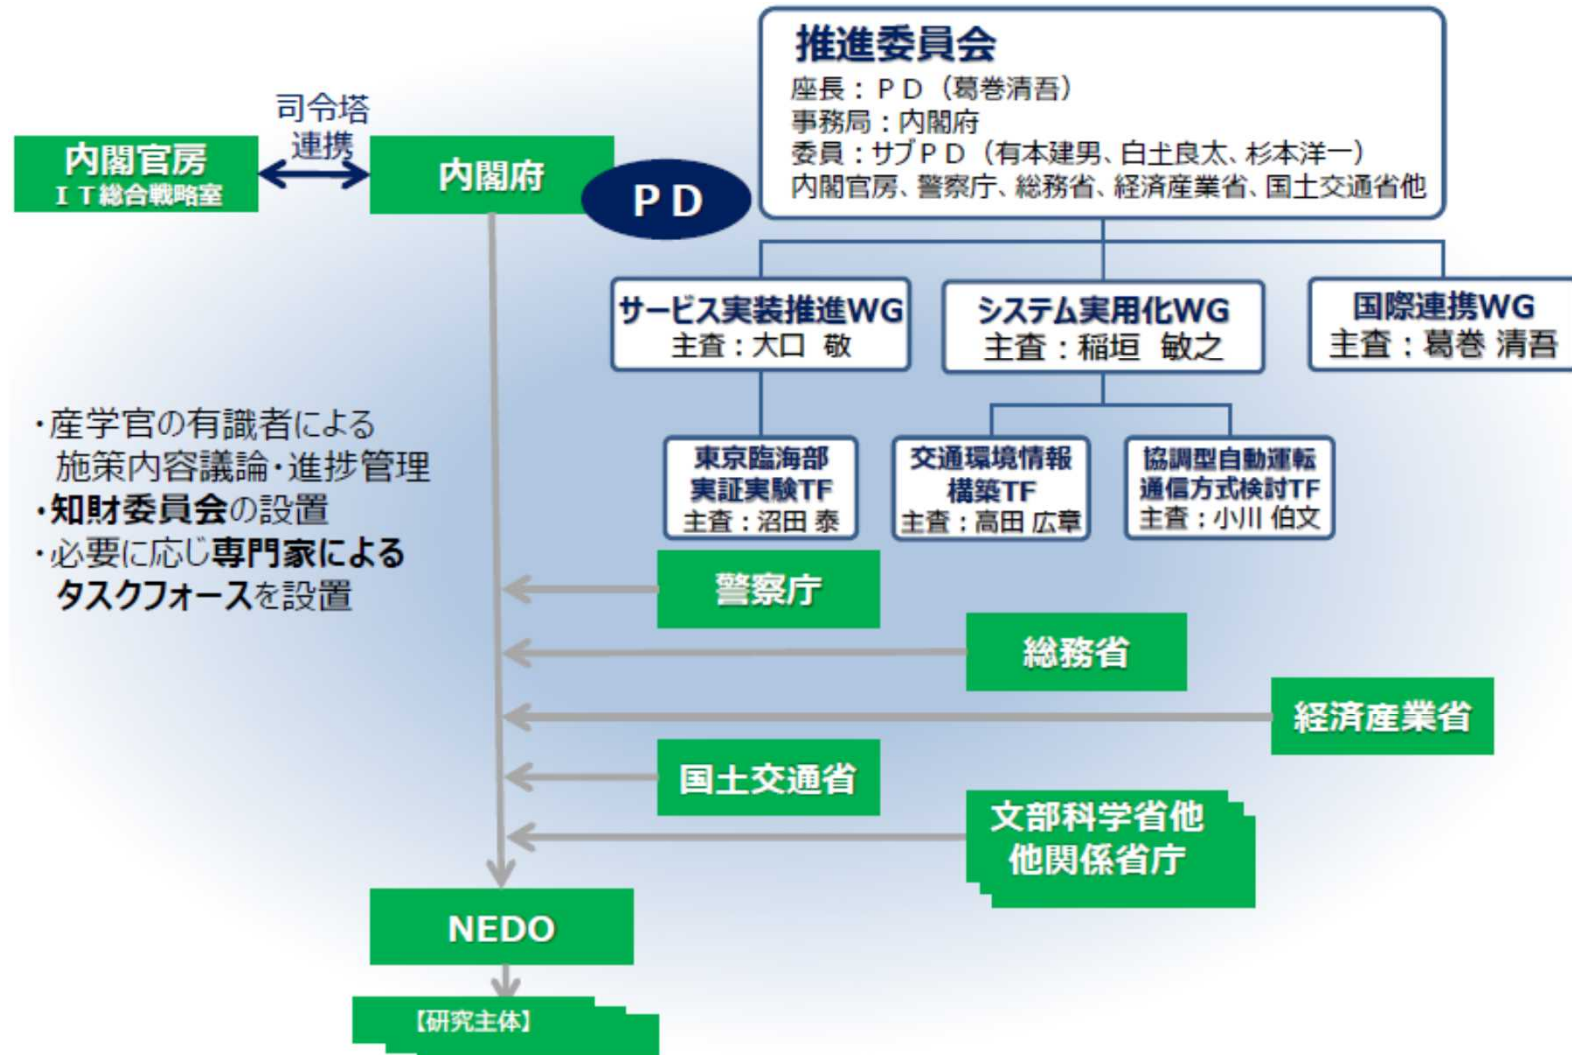 推進委員会
座長：ＰＤ（葛巻清吾）
事務局：内閣府
委員：サブＰＤ（有本建男、白土良太、杉本洋一）
内閣官房、警察庁、総務省、経済産業省、国土交通省他
司令塔
連携
内閣官房
ＩＴ総合戦略室
内閣府
ＰＤ
サービス実装推進WG
主査：大口 敬
システム実用化WG
主査：稲垣 敏之
国際連携WG
主査：葛巻 清吾
東京臨海部
実証実験TF
主査：沼田 泰
交通環境情報
構築TF
主査：高田 広章
協調型自動運転
通信方式検討TF
主査：小川 伯文
・産学官の有識者による
施策内容議論・進捗管理
・知財委員会の設置
・必要に応じ専門家による
タスクフォースを設置
警察庁
総務省
経済産業省
国土交通省
文部科学省他
他関係省庁
NEDO
【研究主体】